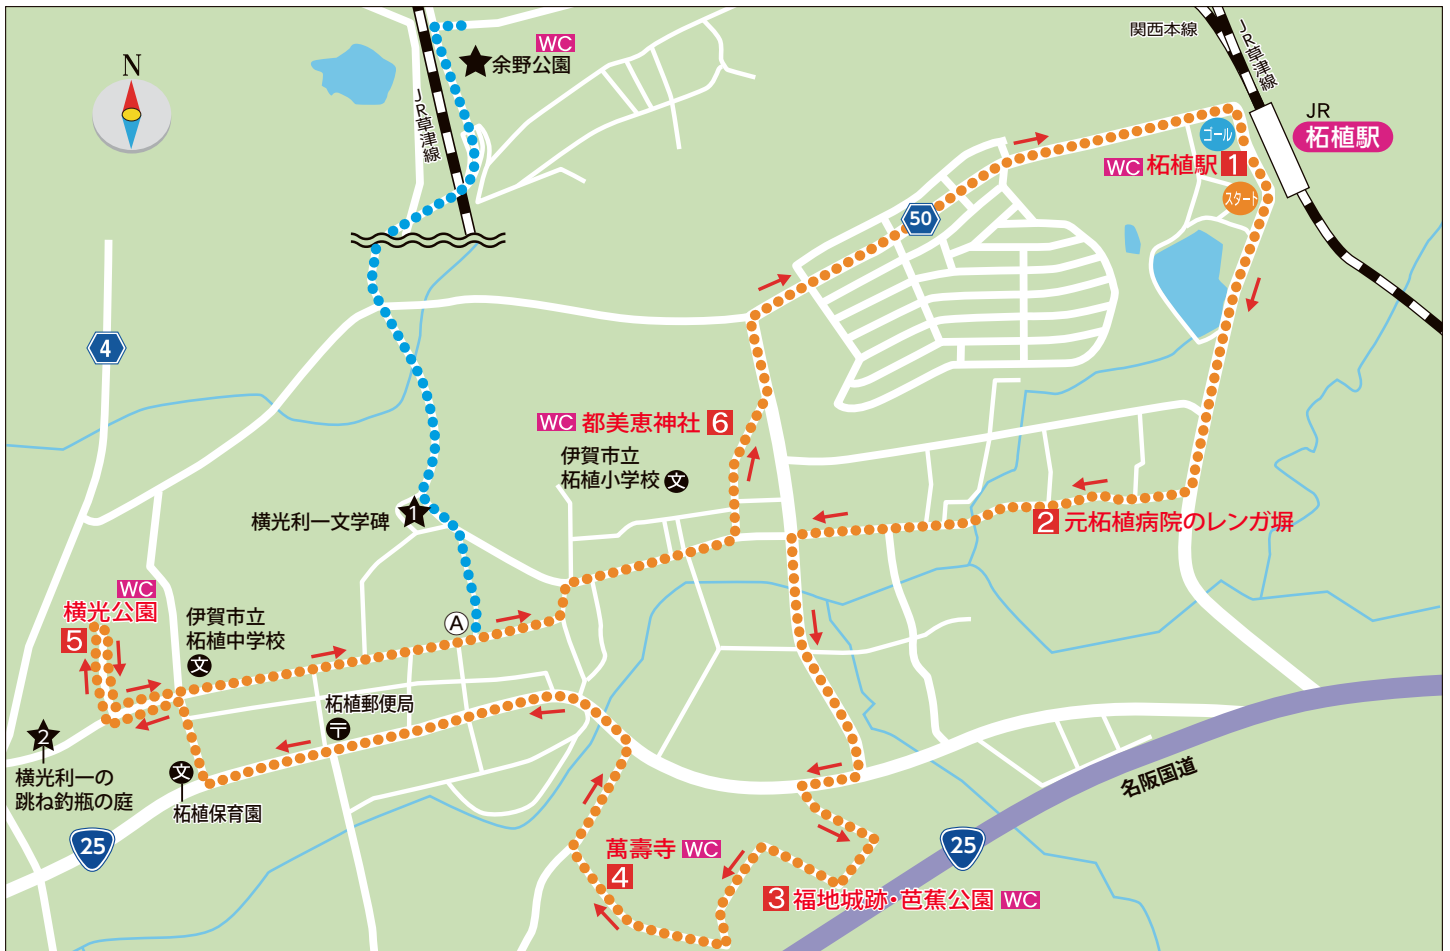 関西本線
JR草津線
WC
余野公園
N
JR草津線
JR
柘植駅
ゴール
WC 柘植駅 1
スタート
50
4
WC 都美恵神社 6
伊賀市立
柘植小学校 文
横光利一文学碑 1
2 元柘植病院のレンガ塀
WC
横光公園
5
伊賀市立
柘植中学校
文
A
柘植郵便局
〒
2
横光利一の
跳ね釣瓶の庭
文
柘植保育園
名阪国道
25
25
萬壽寺 WC
4
3 福地城跡・芭蕉公園 WC